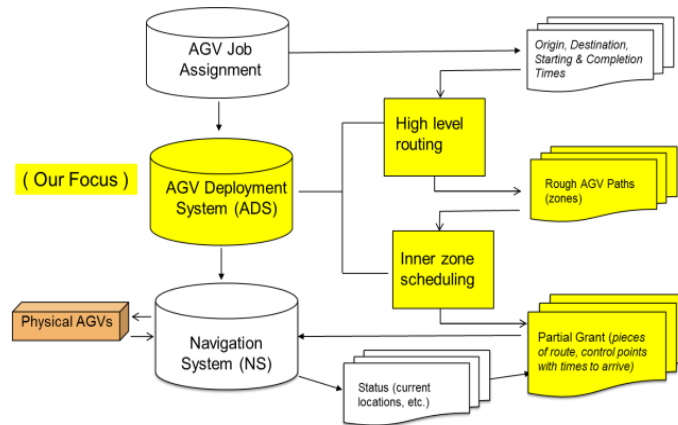 AGV Job
Assignment
Origin, Destination,
Starting & Completion
Times
High level
routing
( Our Focus )
AGV Deployment
System (ADS)
Rough AGV Paths
(zones)
Inner zone
scheduling
Physical AGVs
Navigation
System (NS)
Partial Grant (pieces
of route, control points
with times to arrive)
Status (current
locations, etc.)